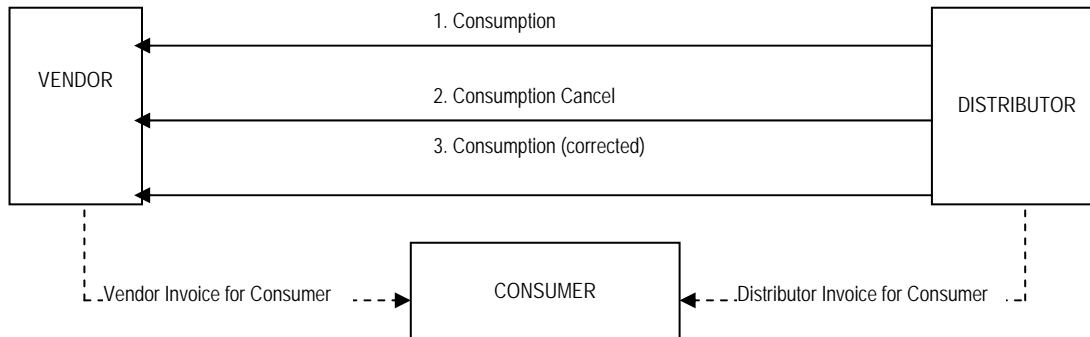 1. Consumption
VENDOR
2. Consumption Cancel
DISTRIBUTOR
3. Consumption (corrected)
Vendor Invoice for Consumer
CONSUMER
Distributor Invoice for Consumer